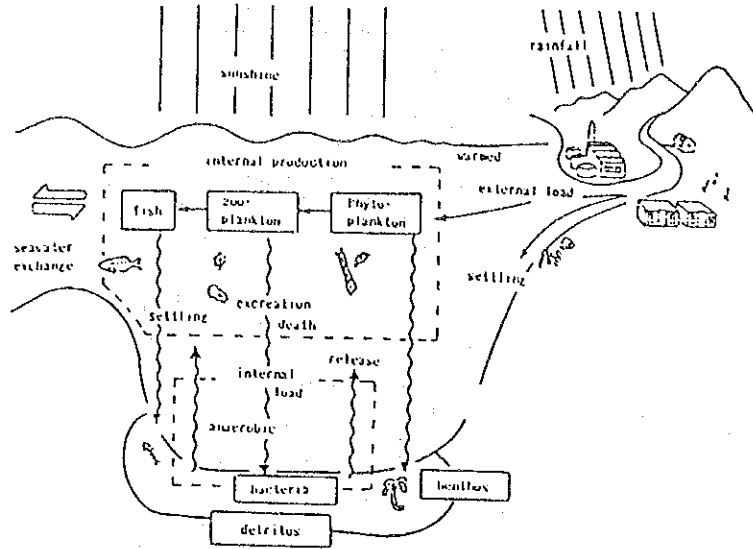 rainfall
sunshine
internal production
warmed
external load
fish
zoo-
plankton
Phyto-
plankton
seawater
exchange
settling
excreation
death
settling
release
internal
load
anaerobic
bacteria
benthos
detritus